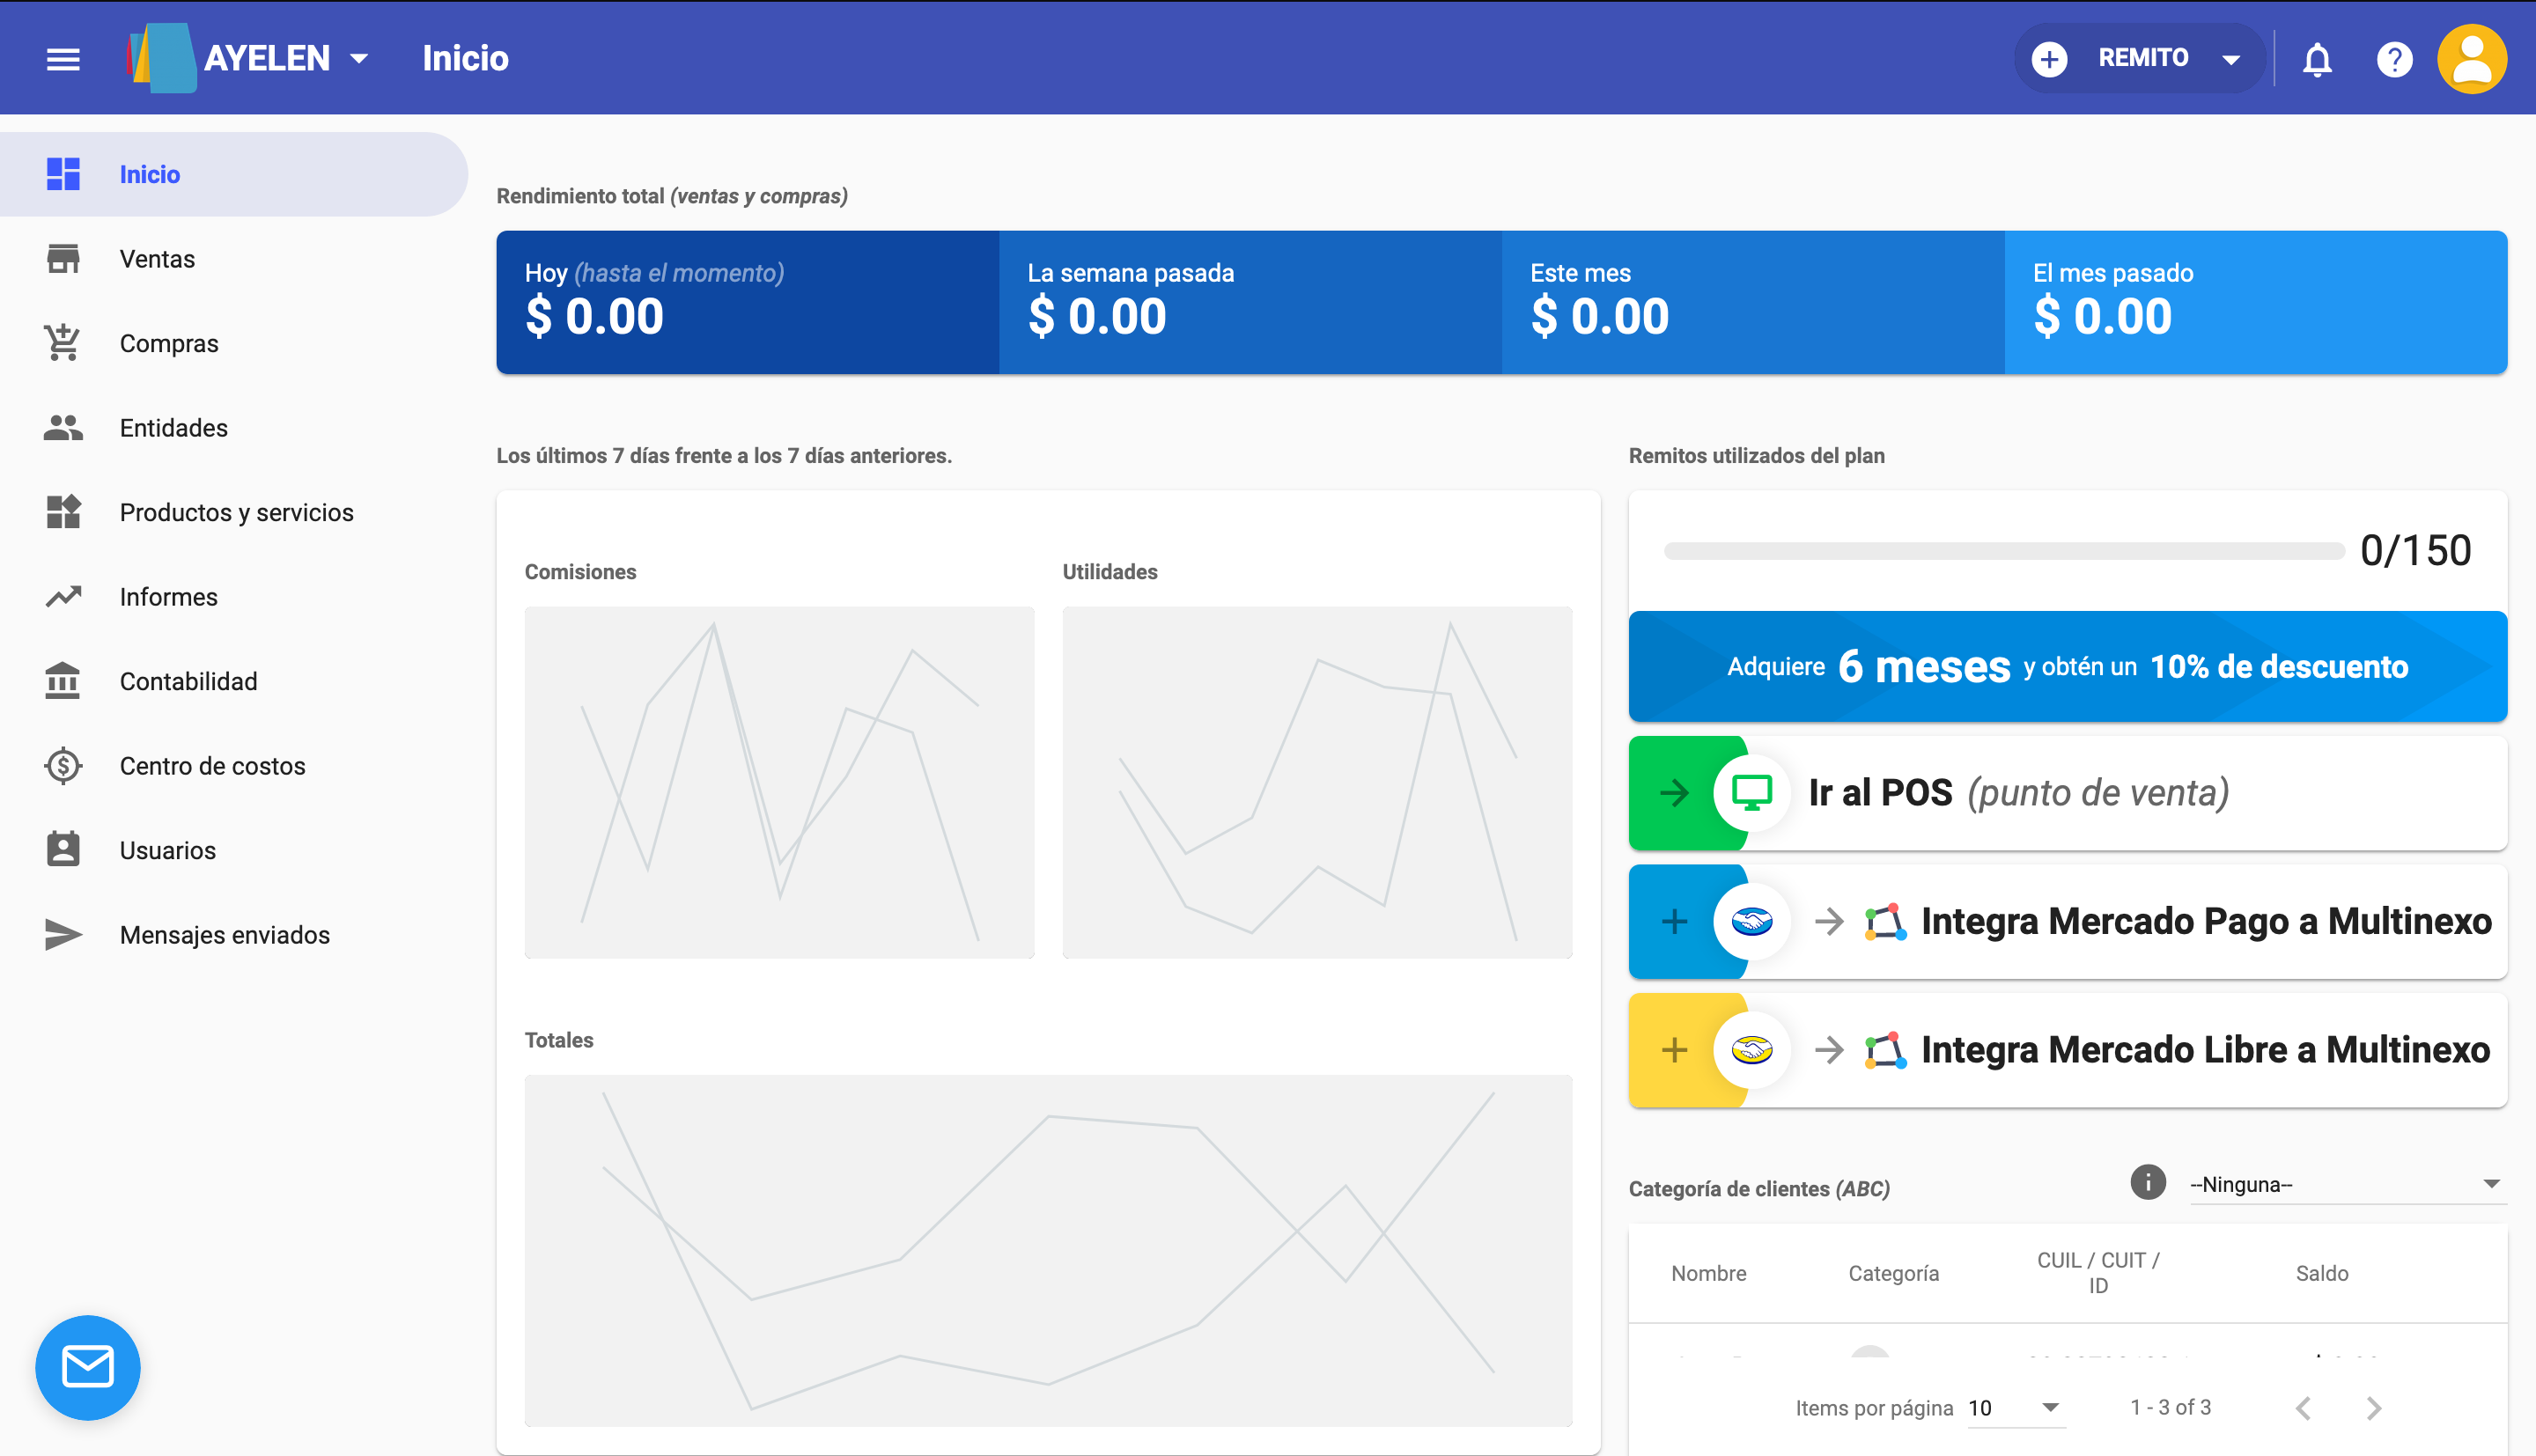 AYELEN
Inicio
REMITO
Inicio
Ventas
Compras
Entidades
Productos y servicios
Informes
Contabilidad
Centro de costos
Usuarios
Mensajes enviados
Rendimiento total (ventas y compras)
Hoy (hasta el momento)
$ 0.00
La semana pasada
$ 0.00
Este mes
$ 0.00
El mes pasado
$ 0.00
Los últimos 7 días frente a los 7 días anteriores.
Comisiones
Utilidades
Totales
Remitos utilizados del plan
0/150
Adquiere 6 meses y obtén un 10% de descuento
Ir al POS (punto de venta)
Integra Mercado Pago a Multinexo
Integra Mercado Libre a Multinexo
Categoría de clientes (ABC)
--Ninguna--
Nombre
Categoría
CUIL / CUIT /
ID
Saldo
Items por página 10
1 - 3 of 3